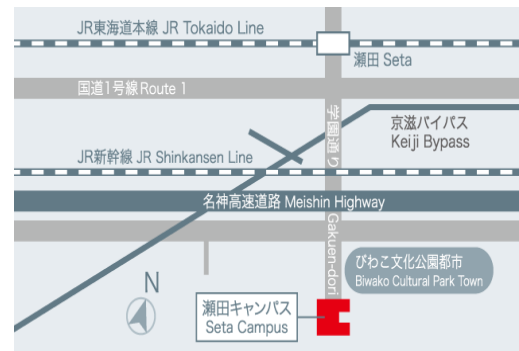 JR東海道本線 JR Tokaido Line
瀬田 Seta
国道1号線 Route 1
学園通り
Gakuen-dori
京滋バイパス
Keiji Bypass
JR新幹線 JR Shinkansen Line
名神高速道路 Meishin Highway
びわこ文化公園都市
Biwako Cultural Park Town
N
瀬田キャンパス
Seta Campus